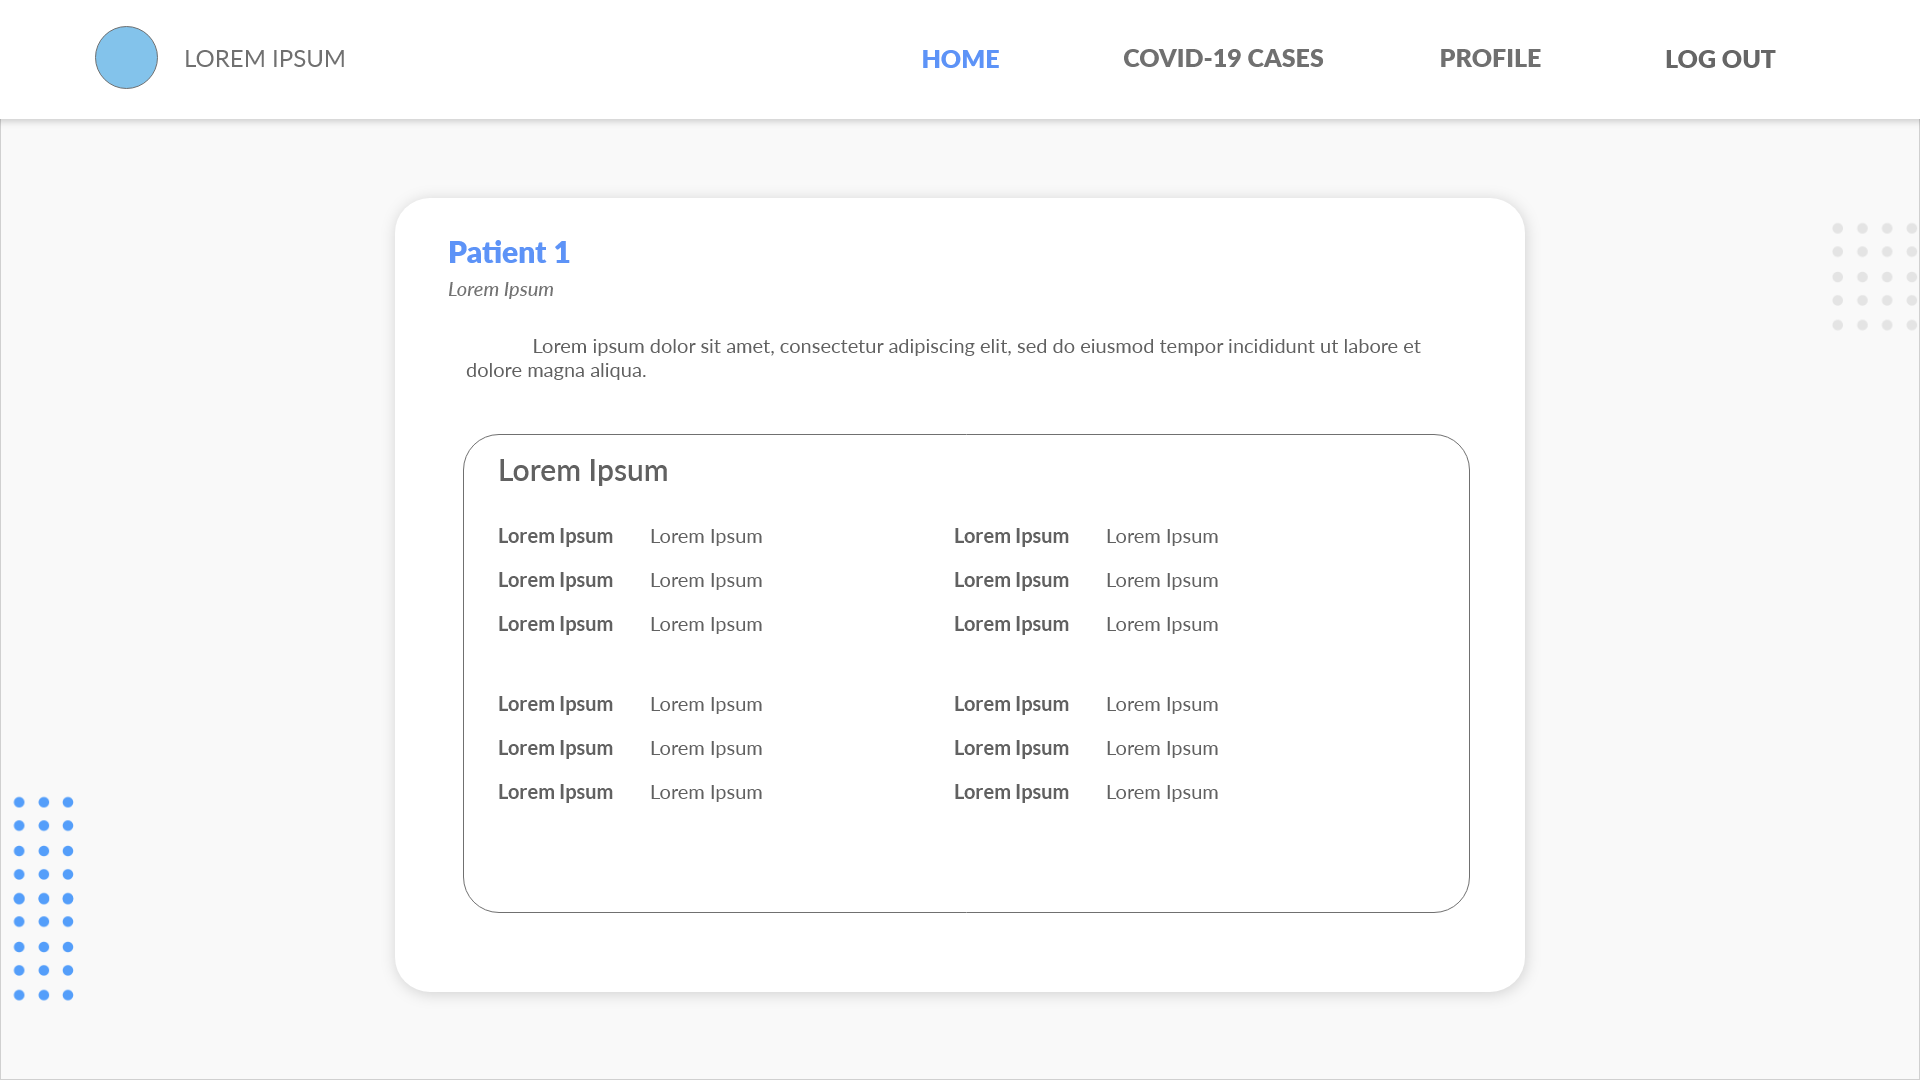 LOREM IPSUM
HOME
COVID-19 CASES
PROFILE
LOG OUT
Patient 1
Lorem Ipsum
Lorem ipsum dolor sit amet, consectetur adipiscing elit, sed do eiusmod tempor incididunt ut labore et
dolore magna aliqua.
Lorem Ipsum
Lorem Ipsum Lorem Ipsum Lorem Ipsum Lorem Ipsum
Lorem Ipsum Lorem Ipsum Lorem Ipsum Lorem Ipsum
Lorem Ipsum Lorem Ipsum Lorem Ipsum Lorem Ipsum
Lorem Ipsum Lorem Ipsum Lorem Ipsum Lorem Ipsum
Lorem Ipsum Lorem Ipsum Lorem Ipsum Lorem Ipsum
Lorem Ipsum Lorem Ipsum Lorem Ipsum Lorem Ipsum